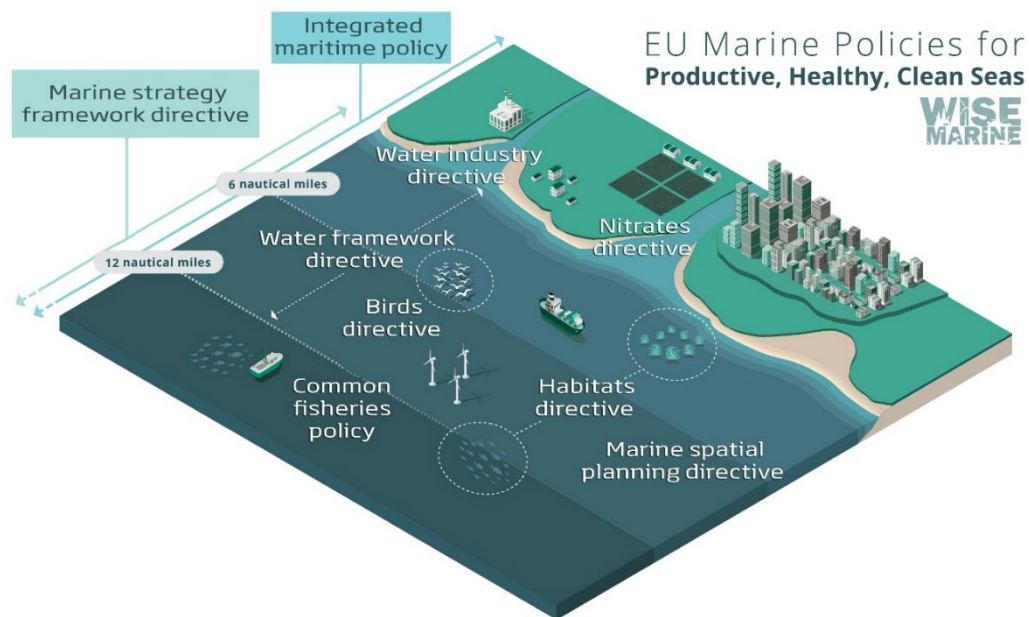 EU Marine Policies for
Productive, Healthy, Clean Seas
WISE
MARINE
Integrated
maritime policy
Marine strategy
framework directive
6 nautical miles
12 nautical miles
Water industry
directive
Nitrates
directive
Water framework
directive
Birds
directive
Common
fisheries
policy
Habitats
directive
Marine spatial
planning directive